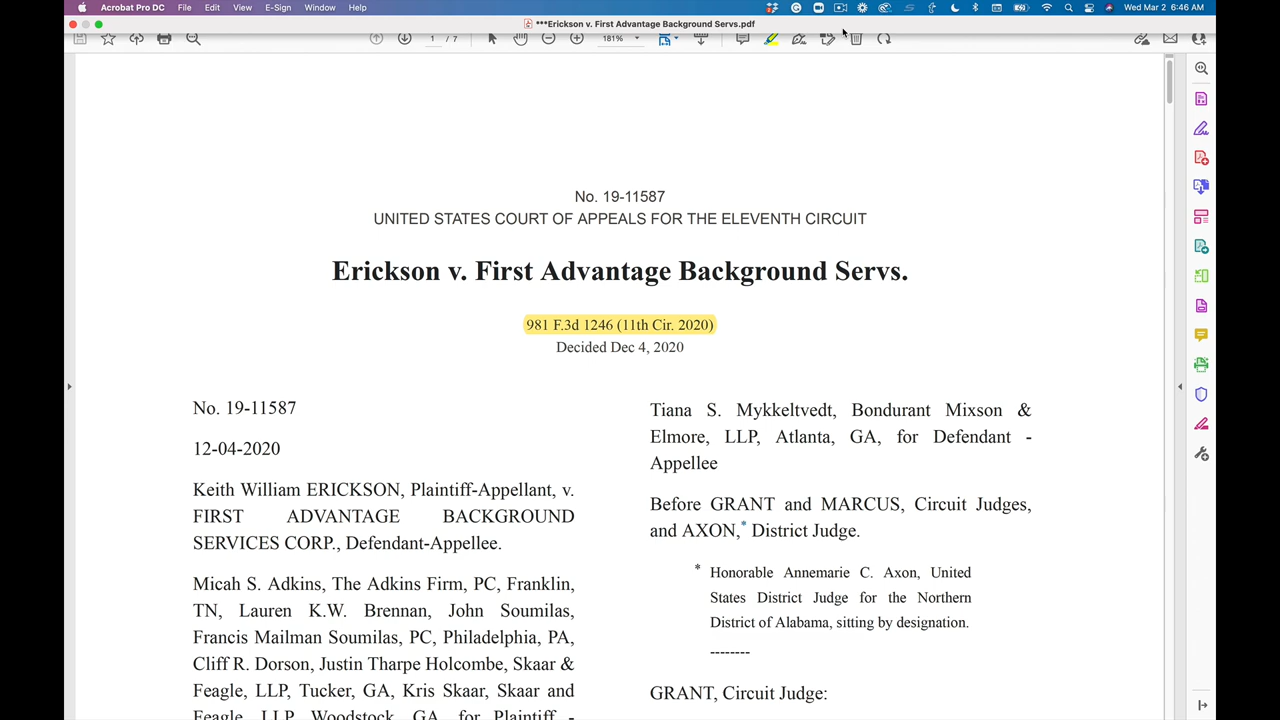 Acrobat Pro DC File Edit View E-Sign Window Help Wed Mar 2 6:46 AM
***Erickson v. First Advantage Background Servs.pdf
1 / 7 181%
No. 19-11587
UNITED STATES COURT OF APPEALS FOR THE ELEVENTH CIRCUIT
Erickson v. First Advantage Background Servs.
981 F.3d 1246 (11th Cir. 2020)
Decided Dec 4, 2020
No. 19-11587
12-04-2020
Keith William ERICKSON, Plaintiff-Appellant, v.
FIRST ADVANTAGE BACKGROUND
SERVICES CORP., Defendant-Appellee.
Micah S. Adkins, The Adkins Firm, PC, Franklin,
TN, Lauren K.W. Brennan, John Soumilas,
Francis Mailman Soumilas, PC, Philadelphia, PA,
Cliff R. Dorson, Justin Tharpe Holcombe, Skaar &
Feagle, LLP, Tucker, GA, Kris Skaar, Skaar and
Feagle, LLP, Woodstock, GA, for Plaintiff -
Tiana S. Mykkeltvedt, Bondurant Mixson &
Elmore, LLP, Atlanta, GA, for Defendant -
Appellee
Before GRANT and MARCUS, Circuit Judges,
and AXON,* District Judge.
* Honorable Annemarie C. Axon, United
States District Judge for the Northern
District of Alabama, sitting by designation.
--------
GRANT, Circuit Judge: